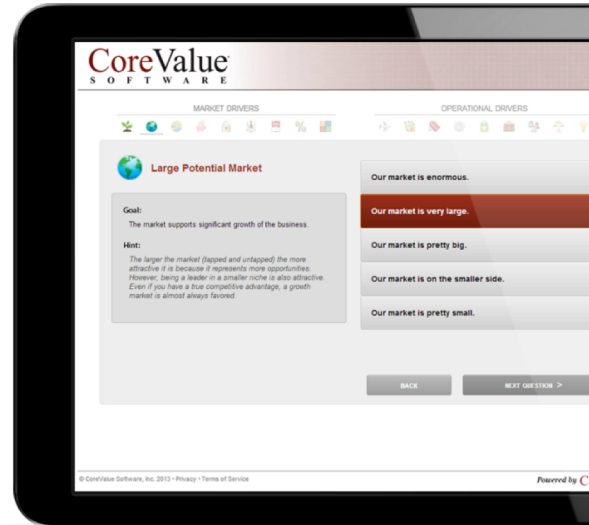 CoreValue
SOFTWARE
MARKET DRIVERS
OPERATIONAL DRIVERS
Large Potential Market
Goal:
The market supports significant growth of the business.
Hint:
The larger the market (tapped and untapped) the more
attractive it is because it represents more opportunities.
However, being a leader in a smaller niche is also attractive.
Even if you have a true competitive advantage, a growth
market is almost always favored.
Our market is enormous.
Our market is very large.
Our market is pretty big.
Our market is on the smaller side.
Our market is pretty small.
BACK
NEXT QUESTION >
© CoreValue Software, Inc. 2013 • Privacy • Terms of Service
Powered by C